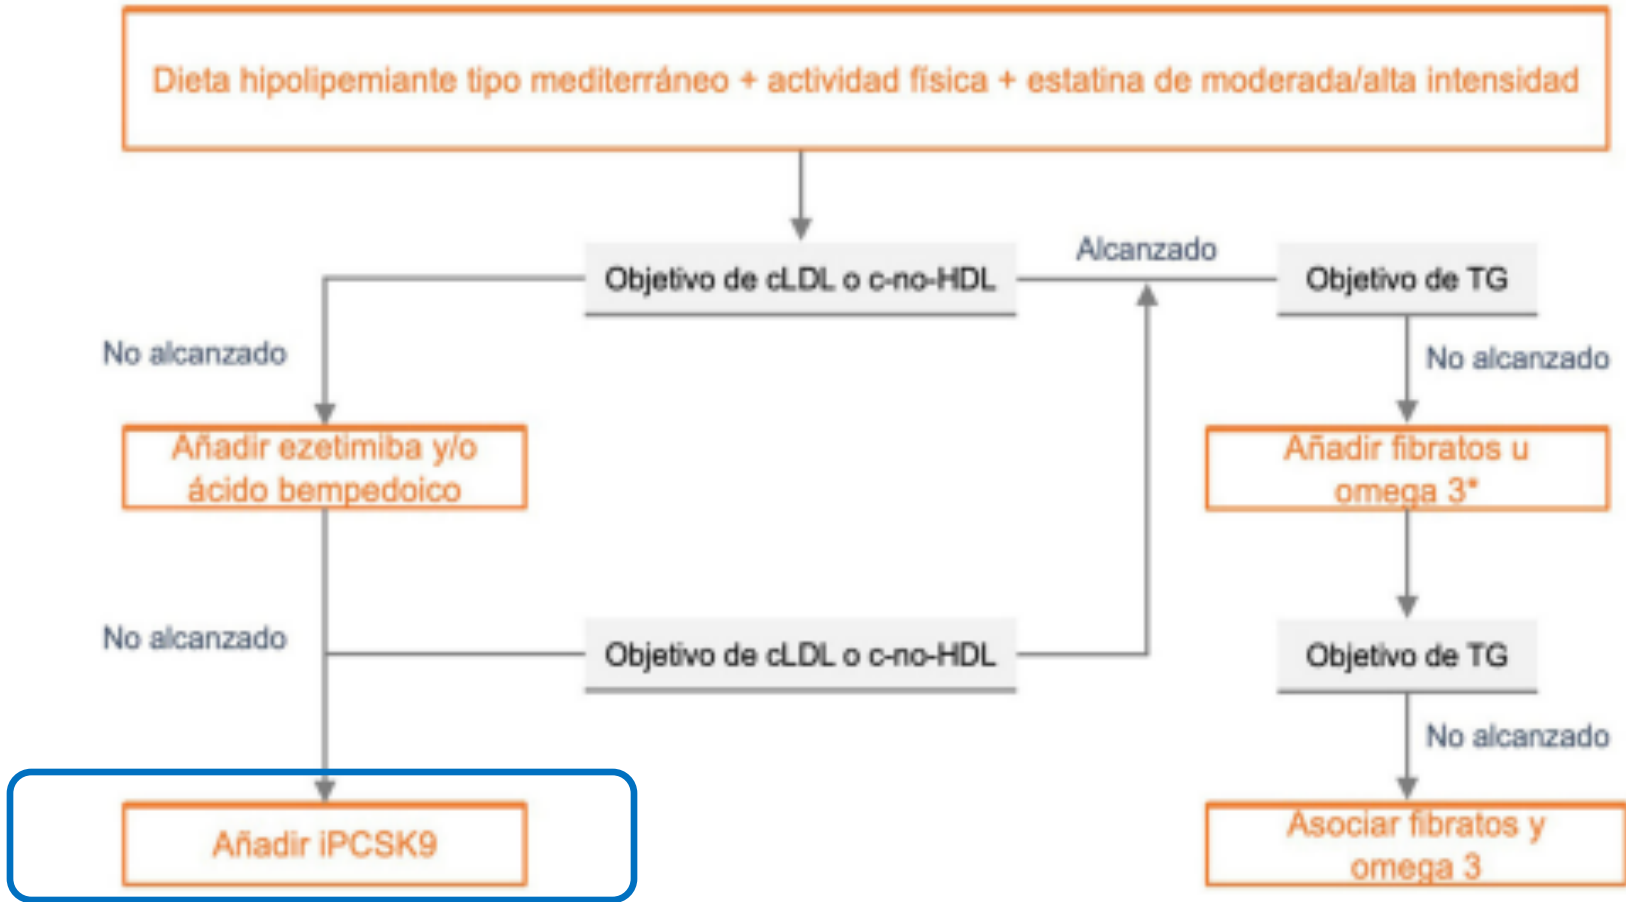 Dieta hipolipemiante tipo mediterráneo + actividad física + estatina de moderada/alta intensidad
Alcanzado
Objetivo de cLDL o c-no-HDL
Objetivo de TG
No alcanzado
No alcanzado
Añadir ezetimiba y/o
ácido bempedoico
Añadir fibratos u
omega 3*
No alcanzado
Objetivo de cLDL o c-no-HDL
Objetivo de TG
No alcanzado
Añadir iPCSK9
Asociar fibratos y
omega 3